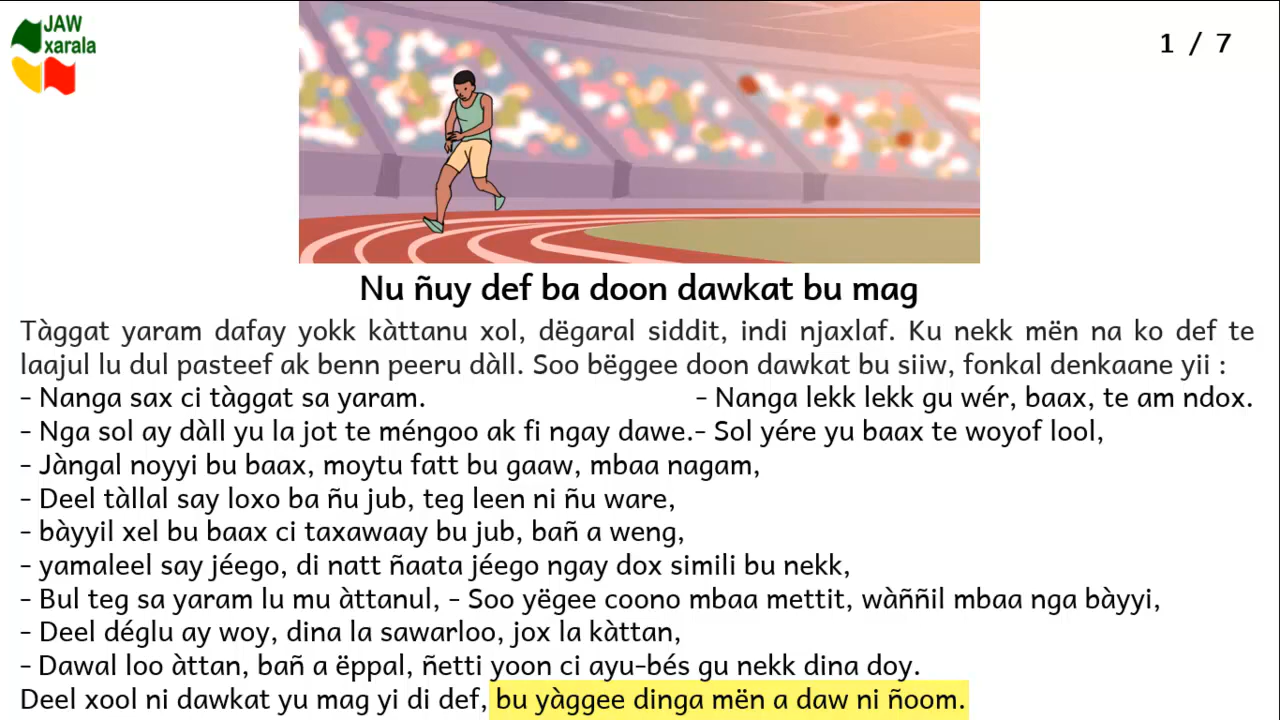 JAW
xarala
1 / 7
Nu ñuy def ba doon dawkat bu mag
Tàggat yaram dafay yokk kàttanu xol, dëgaral siddit, indi njaxlaf. Ku nekk mën na ko def te
laajul lu dul pasteef ak benn peeru dàll. Soo bëggee doon dawkat bu siiw, fonkal denkaane yii :
- Nanga sax ci tàggat sa yaram. - Nanga lekk lekk gu wér, baax, te am ndox.
- Nga sol ay dàll yu la jot te méngoo ak fi ngay dawe.- Sol yére yu baax te woyof lool,
- Jàngal noyyi bu baax, moytu fatt bu gaaw, mbaa nagam,
- Deel tàllal say loxo ba ñu jub, teg leen ni ñu ware,
- bàyyil xel bu baax ci taxawaay bu jub, bañ a weng,
- yamaleel say jéego, di natt ñaata jéego ngay dox simili bu nekk,
- Bul teg sa yaram lu mu àttanul, - Soo yëgee coono mbaa mettit, wàññil mbaa nga bàyyi,
- Deel déglu ay woy, dina la sawarloo, jox la kàttan,
- Dawal loo àttan, bañ a ëppal, ñetti yoon ci ayu-bés gu nekk dina doy.
Deel xool ni dawkat yu mag yi di def, bu yàggee dinga mën a daw ni ñoom.